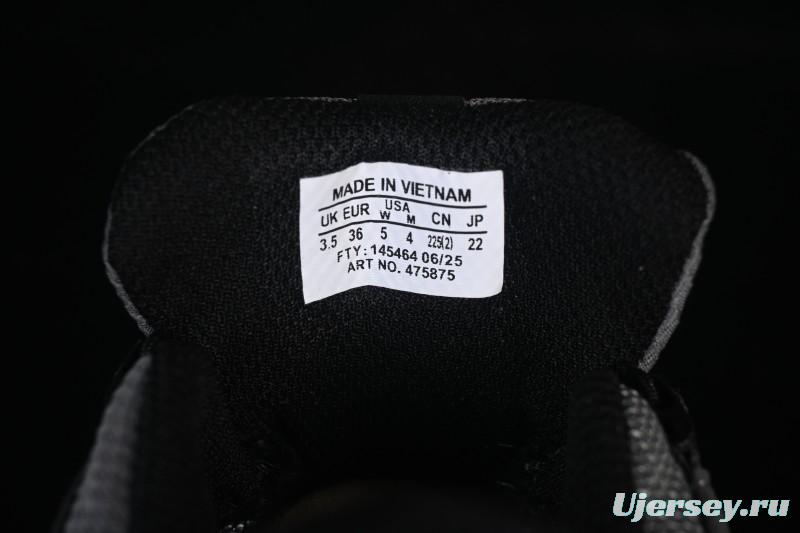 MADE IN VIETNAM
UK EUR USA W M CN JP
3.5 36 5 4 225(2) 22
FTY: 145464 06/25
ART NO. 475875
Ujersey.ru